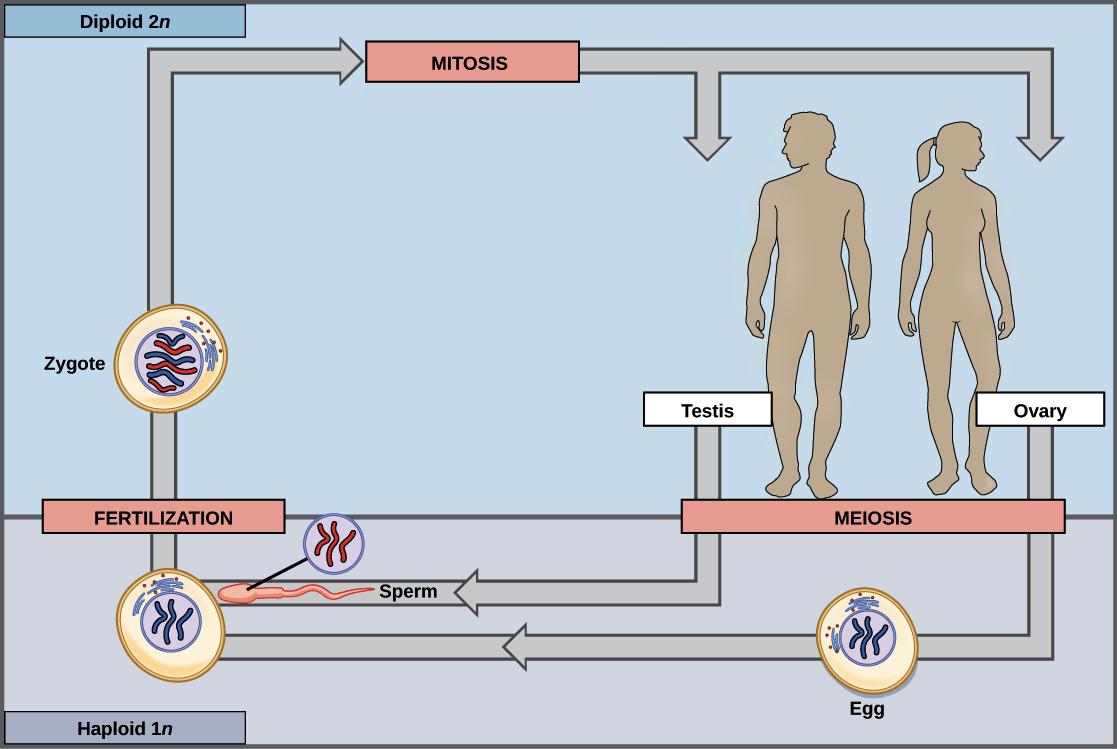 Diploid 2n
MITOSIS
Zygote
Testis
Ovary
FERTILIZATION
MEIOSIS
Sperm
Egg
Haploid 1n